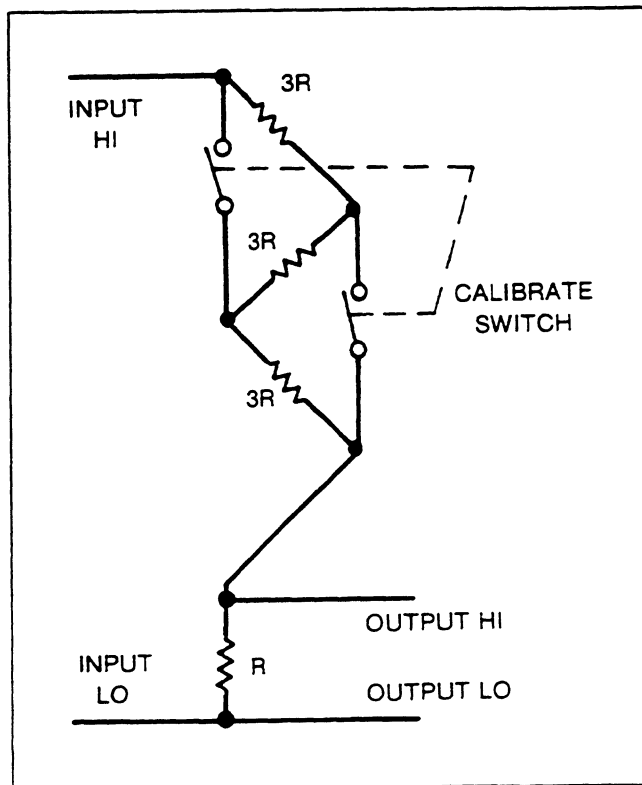 3R
INPUT
HI
3R
CALIBRATE
SWITCH
3R
OUTPUT HI
INPUT
LO
R
OUTPUT LO